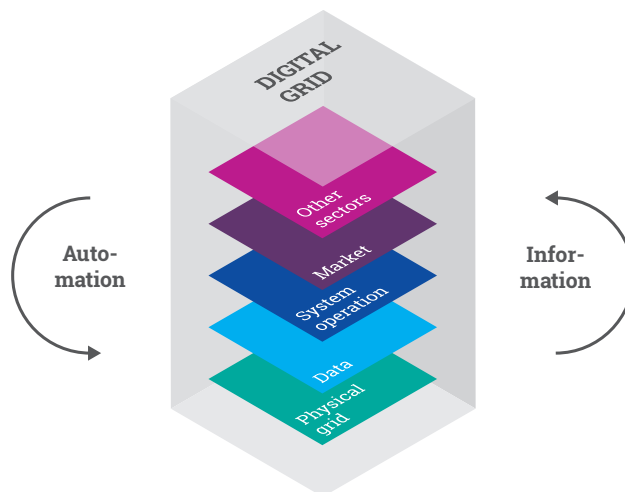 DIGITAL
GRID
Other
sectors
Market
System
operation
Data
Physical
grid
Auto-
mation
Infor-
mation